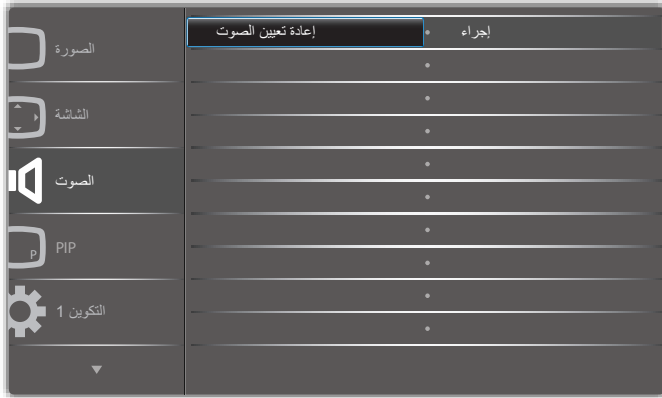 الصورة
الشاشة
الصوت
PIP
P
التكوين 1
إعادة تعيين الصوت
إجراء